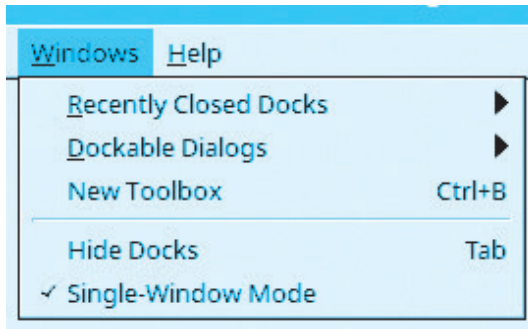 Windows Help
Recently Closed Docks
Dockable Dialogs
New Toolbox Ctrl+B
Hide Docks Tab
✓ Single-Window Mode